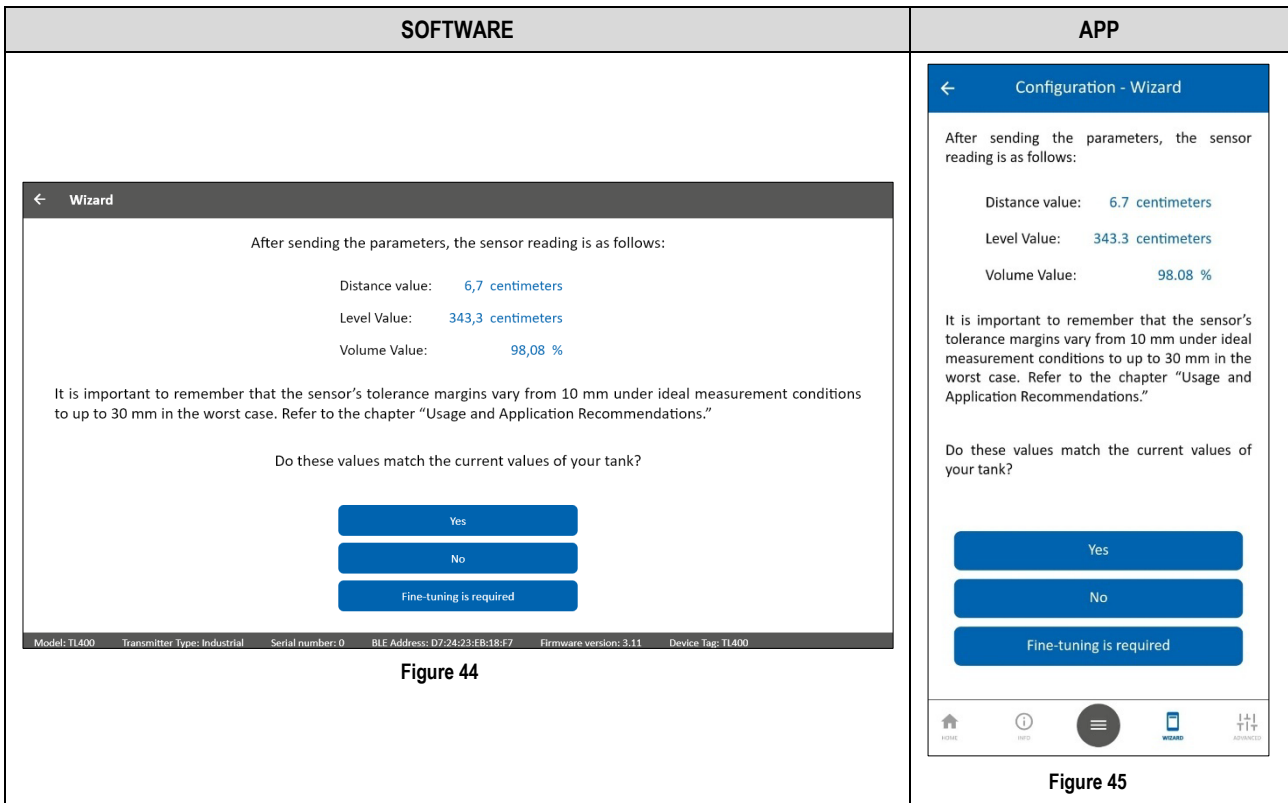 SOFTWARE
APP
← Wizard
After sending the parameters, the sensor reading is as follows:
Distance value: 6,7 centimeters
Level Value: 343,3 centimeters
Volume Value: 98,08 %
It is important to remember that the sensor’s tolerance margins vary from 10 mm under ideal measurement conditions
to up to 30 mm in the worst case. Refer to the chapter “Usage and Application Recommendations.”
Do these values match the current values of your tank?
Yes
No
Fine-tuning is required
Model: TL400 Transmitter Type: Industrial Serial number: 0 BLE Address: D7:24:23:EB:18:F7 Firmware version: 3.11 Device Tag: TL400
Figure 44
← Configuration - Wizard
After sending the parameters, the sensor
reading is as follows:
Distance value: 6.7 centimeters
Level Value: 343.3 centimeters
Volume Value: 98.08 %
It is important to remember that the sensor’s
tolerance margins vary from 10 mm under ideal
measurement conditions to up to 30 mm in the
worst case. Refer to the chapter “Usage and
Application Recommendations.”
Do these values match the current values of
your tank?
Yes
No
Fine-tuning is required
HOME INFO WIZARD ADVANCED
Figure 45